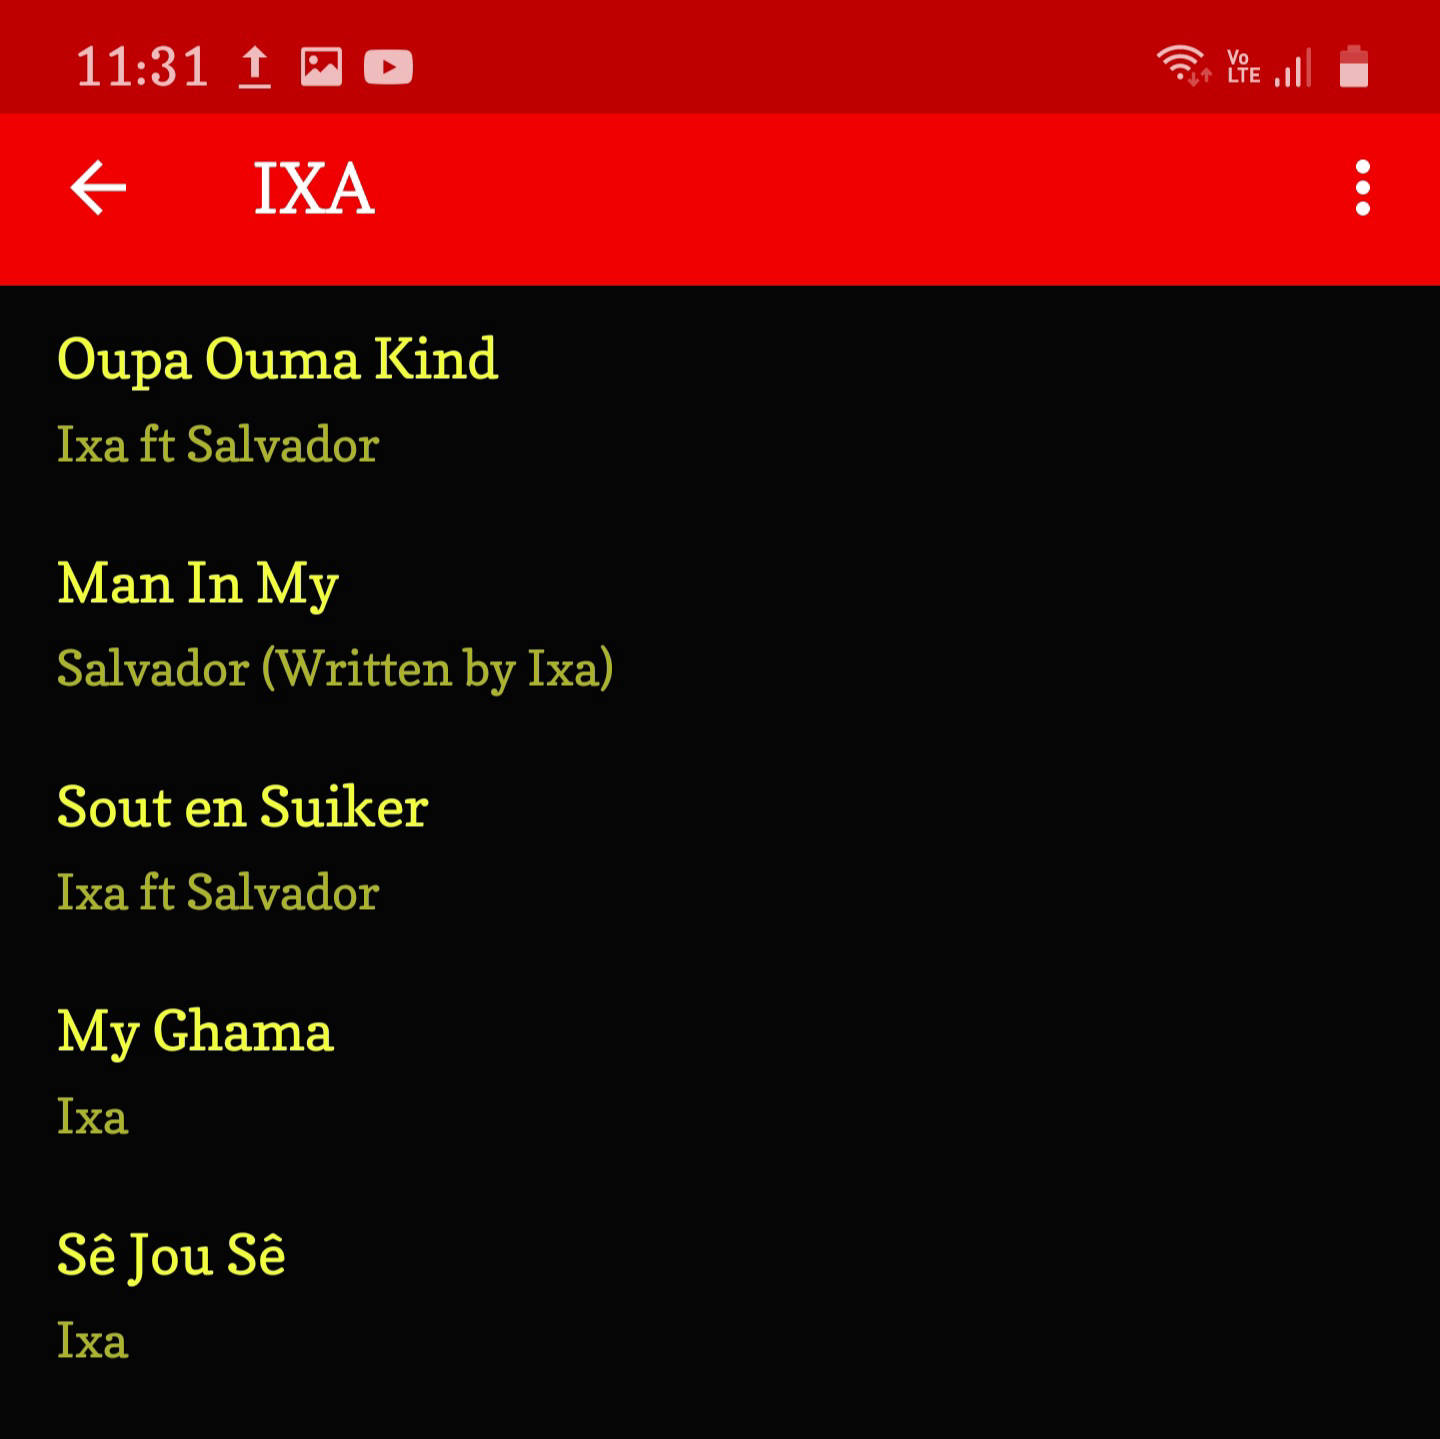 11:31
Vo
LTE
IXA
Oupa Ouma Kind
Ixa ft Salvador
Man In My
Salvador (Written by Ixa)
Sout en Suiker
Ixa ft Salvador
My Ghama
Ixa
Sê Jou Sê
Ixa